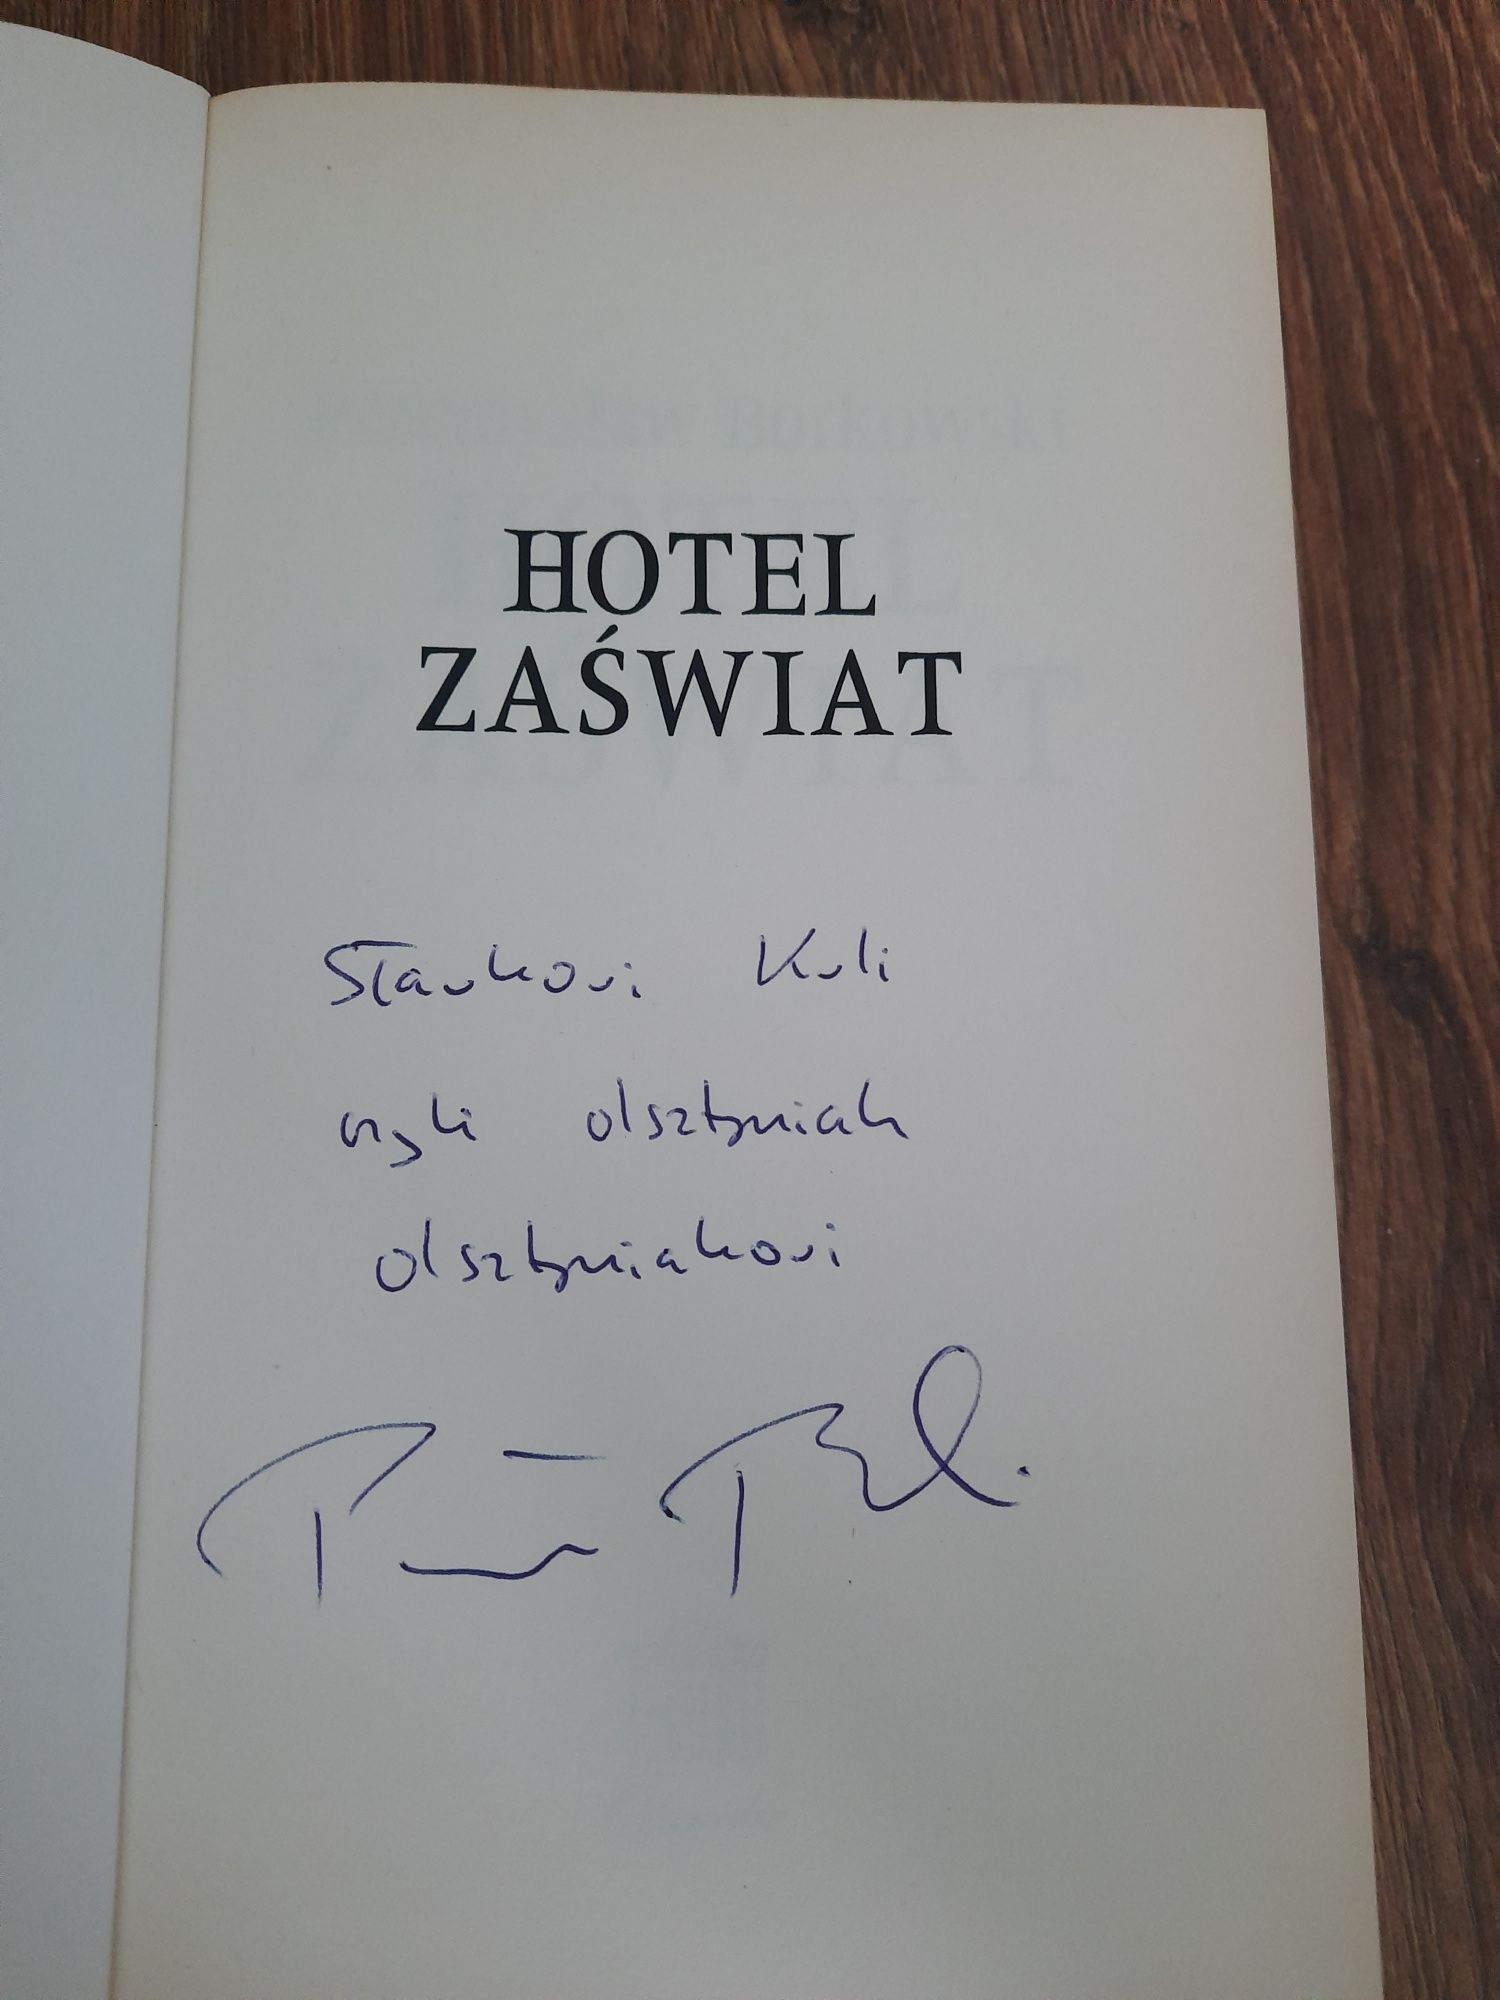 HOTEL
ZAŚWIAT
Sławkowi Kuli
czyli olsztyniak
olsztyniakowi